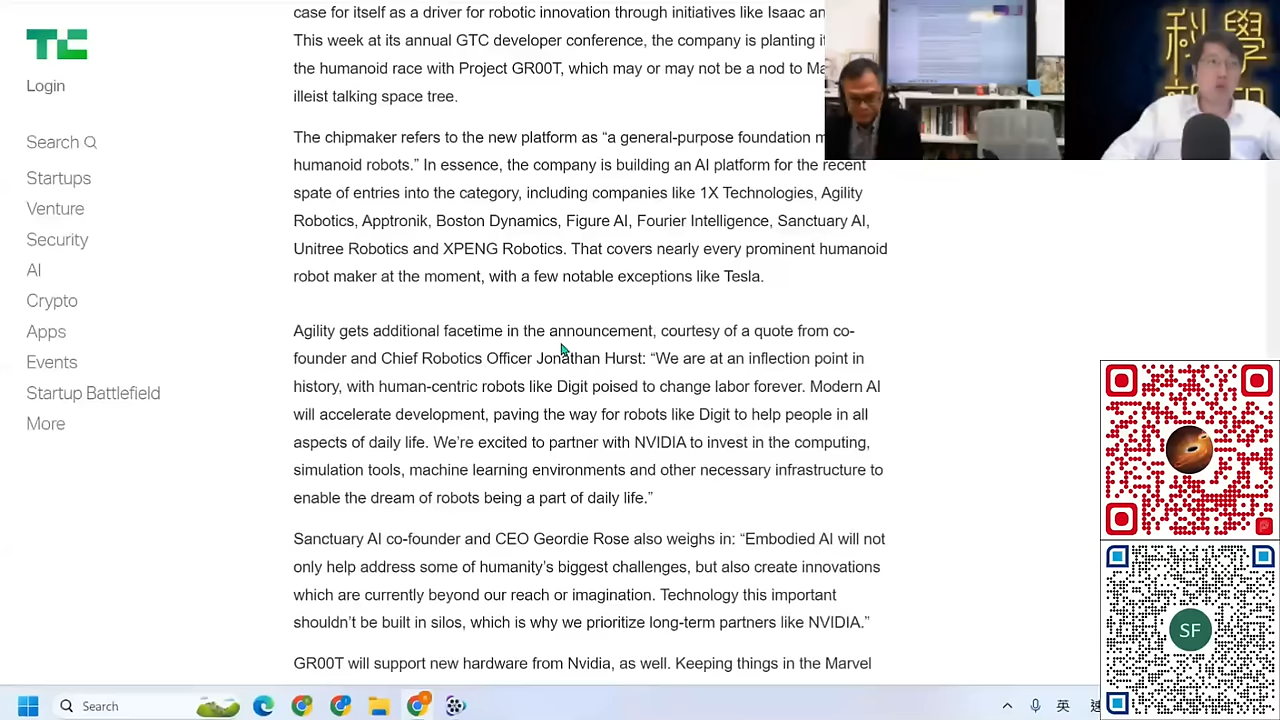 TC
Login
Search
Startups
Venture
Security
AI
Crypto
Apps
Events
Startup Battlefield
More
case for itself as a driver for robotic innovation through initiatives like Isaac an
This week at its annual GTC developer conference, the company is planting i
the humanoid race with Project GR00T, which may or may not be a nod to Ma
illeist talking space tree.
The chipmaker refers to the new platform as “a general-purpose foundation m
humanoid robots.” In essence, the company is building an AI platform for the recent
spate of entries into the category, including companies like 1X Technologies, Agility
Robotics, Apptronik, Boston Dynamics, Figure AI, Fourier Intelligence, Sanctuary AI,
Unitree Robotics and XPENG Robotics. That covers nearly every prominent humanoid
robot maker at the moment, with a few notable exceptions like Tesla.
Agility gets additional facetime in the announcement, courtesy of a quote from co-
founder and Chief Robotics Officer Jonathan Hurst: “We are at an inflection point in
history, with human-centric robots like Digit poised to change labor forever. Modern AI
will accelerate development, paving the way for robots like Digit to help people in all
aspects of daily life. We’re excited to partner with NVIDIA to invest in the computing,
simulation tools, machine learning environments and other necessary infrastructure to
enable the dream of robots being a part of daily life.”
Sanctuary AI co-founder and CEO Geordie Rose also weighs in: “Embodied AI will not
only help address some of humanity’s biggest challenges, but also create innovations
which are currently beyond our reach or imagination. Technology this important
shouldn’t be built in silos, which is why we prioritize long-term partners like NVIDIA.”
GR00T will support new hardware from Nvidia, as well. Keeping things in the Marvel
科學
SF
Search
英